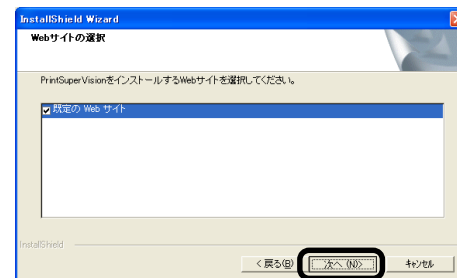 InstallShield Wizard
Webサイトの選択
PrintSuperVisionをインストールするWebサイトを選択してください。
既定の Web サイト
InstallShield
< 戻る(B)
次へ (N)>
キャンセル